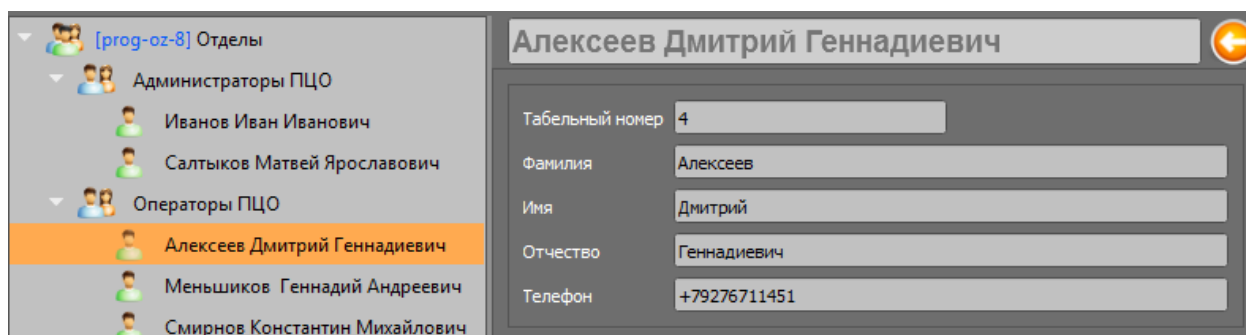 [prog-oz-8] Отделы
Администраторы ПЦО
Иванов Иван Иванович
Салтыков Матвей Ярославович
Операторы ПЦО
Алексеев Дмитрий Геннадиевич
Меньшиков Геннадий Андреевич
Смирнов Константин Михайлович
Алексеев Дмитрий Геннадиевич
Табельный номер 4
Фамилия Алексеев
Имя Дмитрий
Отчество Геннадиевич
Телефон +79276711451